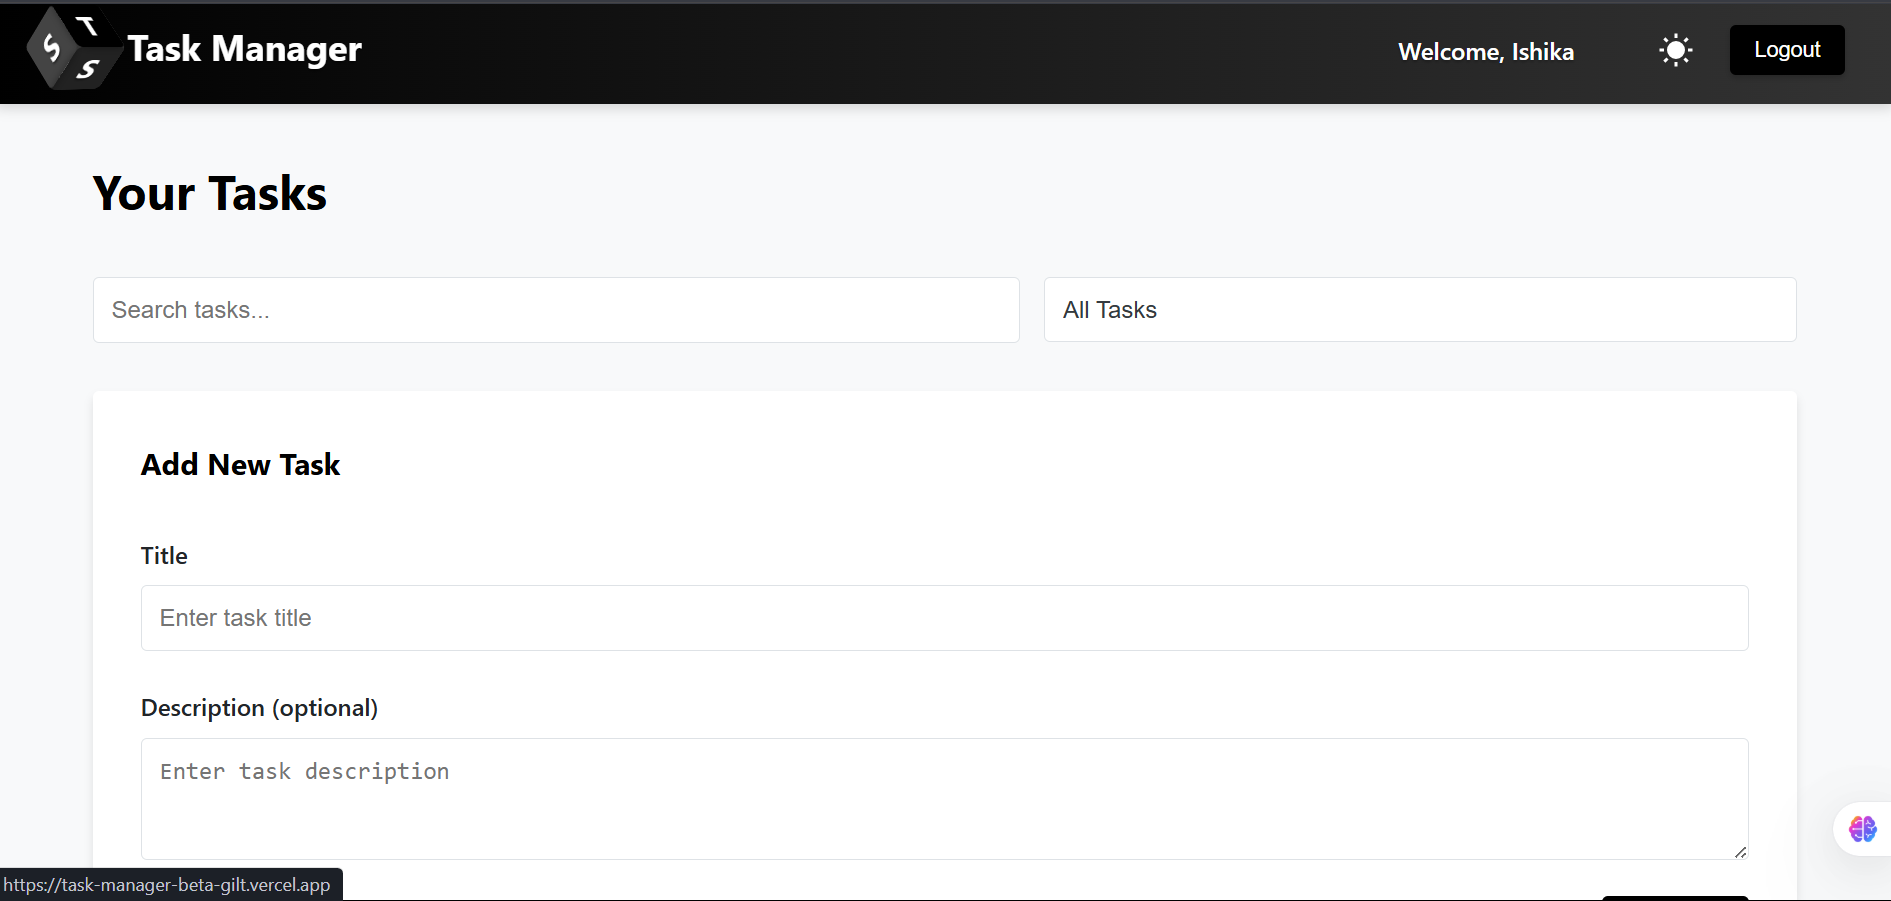 T
S
S
Task Manager
Welcome, Ishika
Logout
Your Tasks
Search tasks...
All Tasks
Add New Task
Title
Enter task title
Description (optional)
Enter task description
https://task-manager-beta-gilt.vercel.app